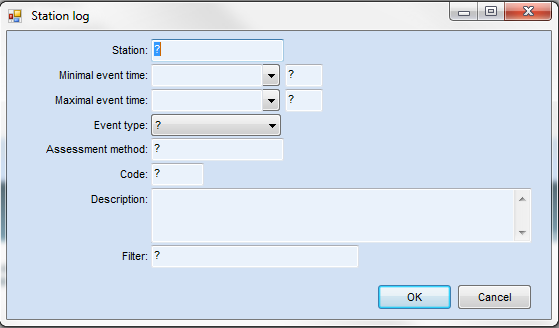 Station log
Station: ?
Minimal event time: ?
Maximal event time: ?
Event type: ?
Assessment method: ?
Code: ?
Description:
Filter: ?
OK Cancel